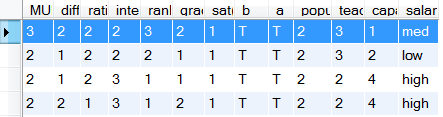 MU diff rati inte ranl grac sat( b a popu teac capa salar
3 2 2 2 3 2 1 T T 2 3 1 med
2 1 2 2 2 1 1 T T 2 3 2 low
2 1 2 3 1 1 1 T T 2 2 4 high
2 2 1 3 1 2 1 T T 2 2 4 high